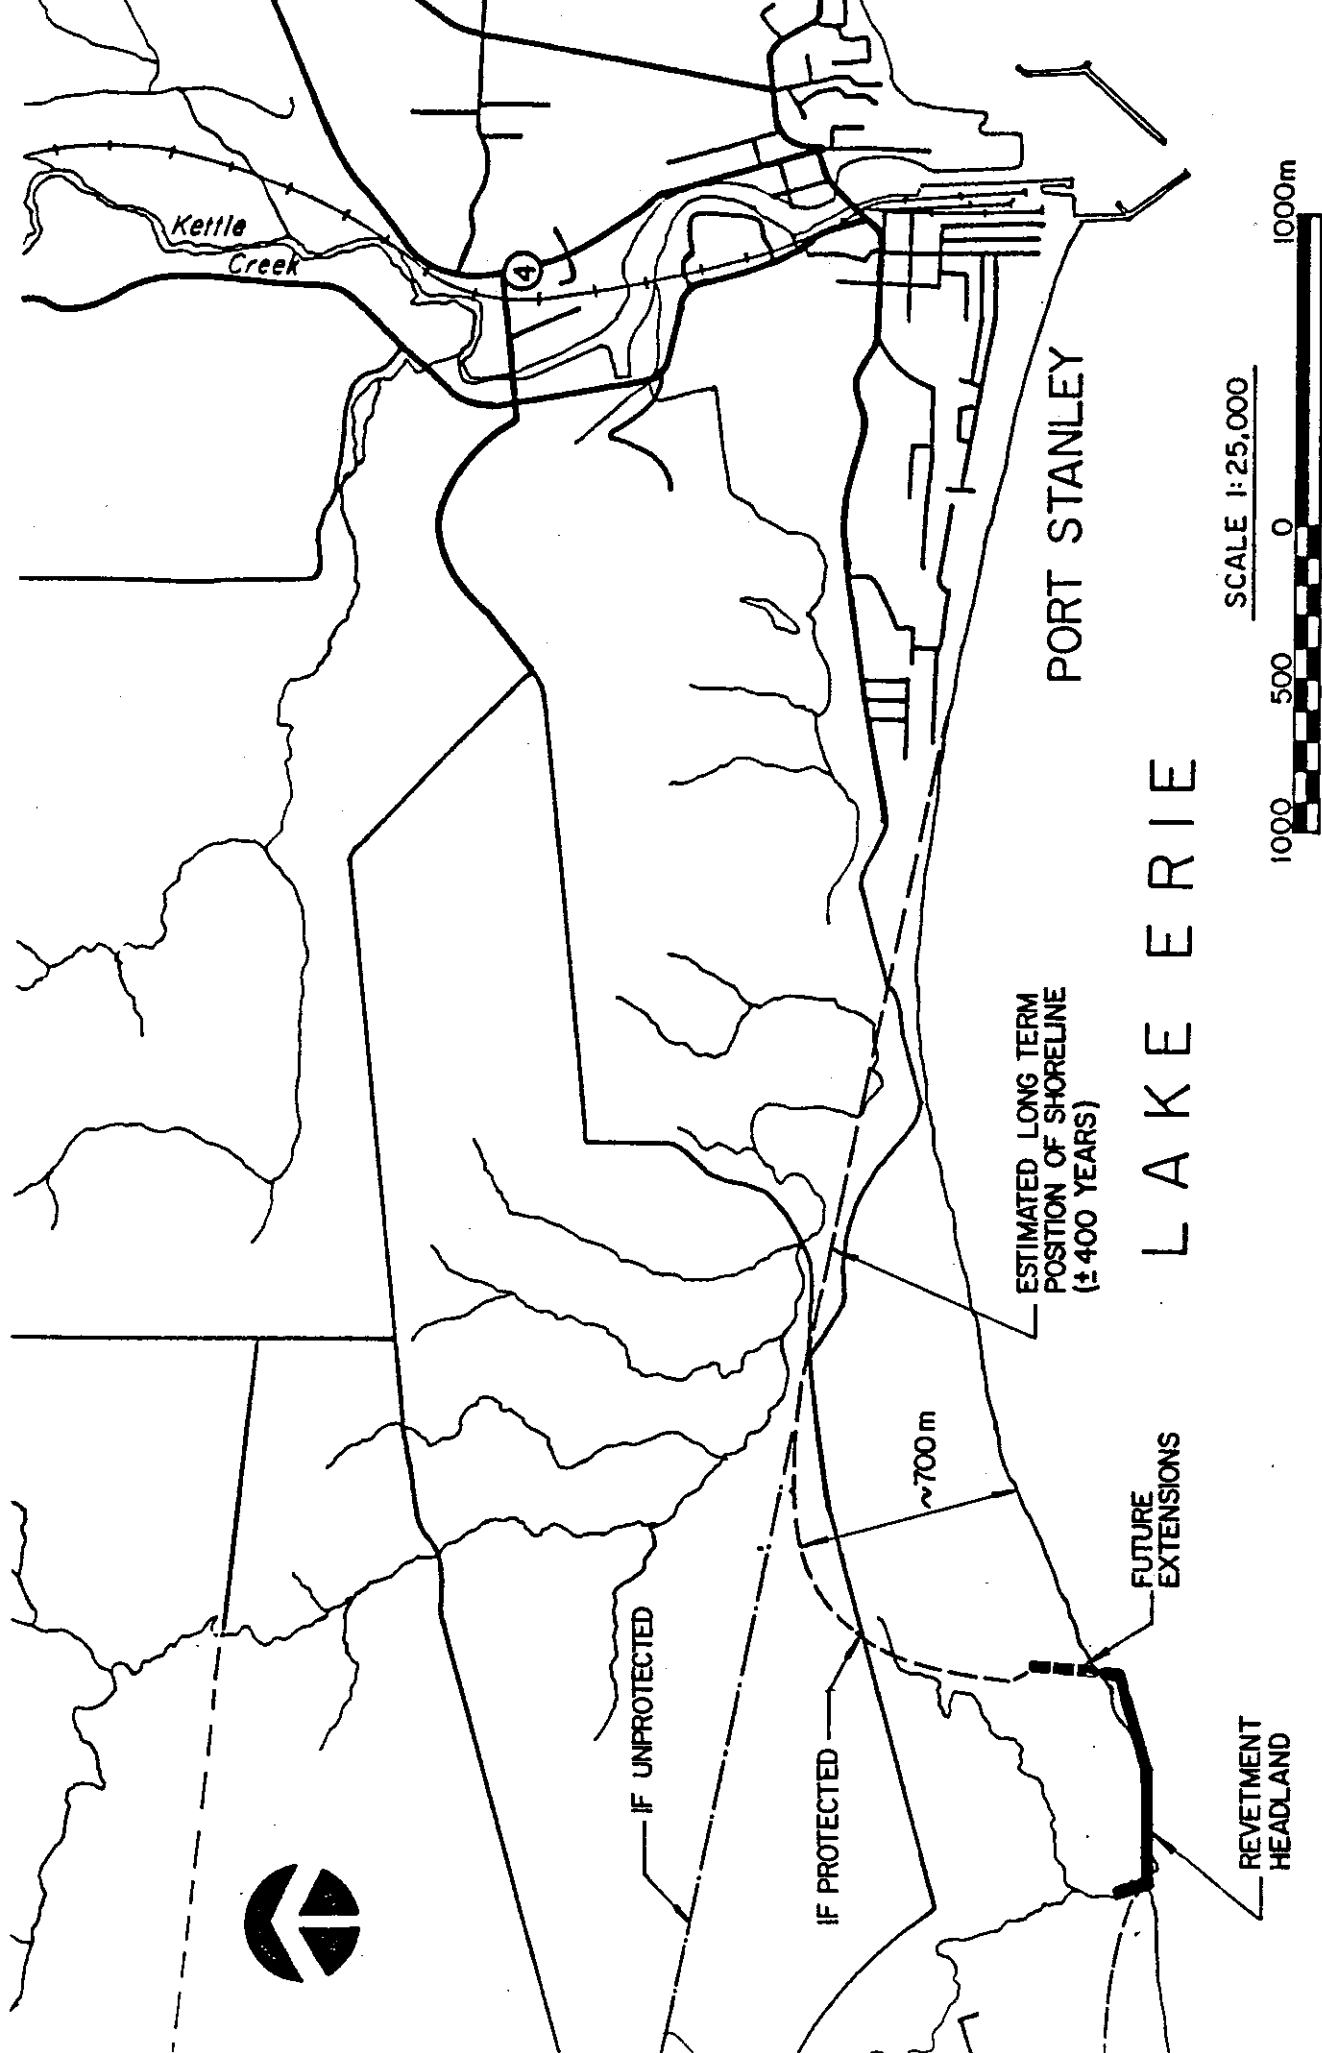 Kettle
Creek
4
PORT STANLEY
LAKE ERIE
SCALE 1:25,000
1000 500 0 1000m
ESTIMATED LONG TERM
POSITION OF SHORELINE
(± 400 YEARS)
~700m
IF UNPROTECTED
IF PROTECTED
FUTURE
EXTENSIONS
REVETMENT
HEADLAND